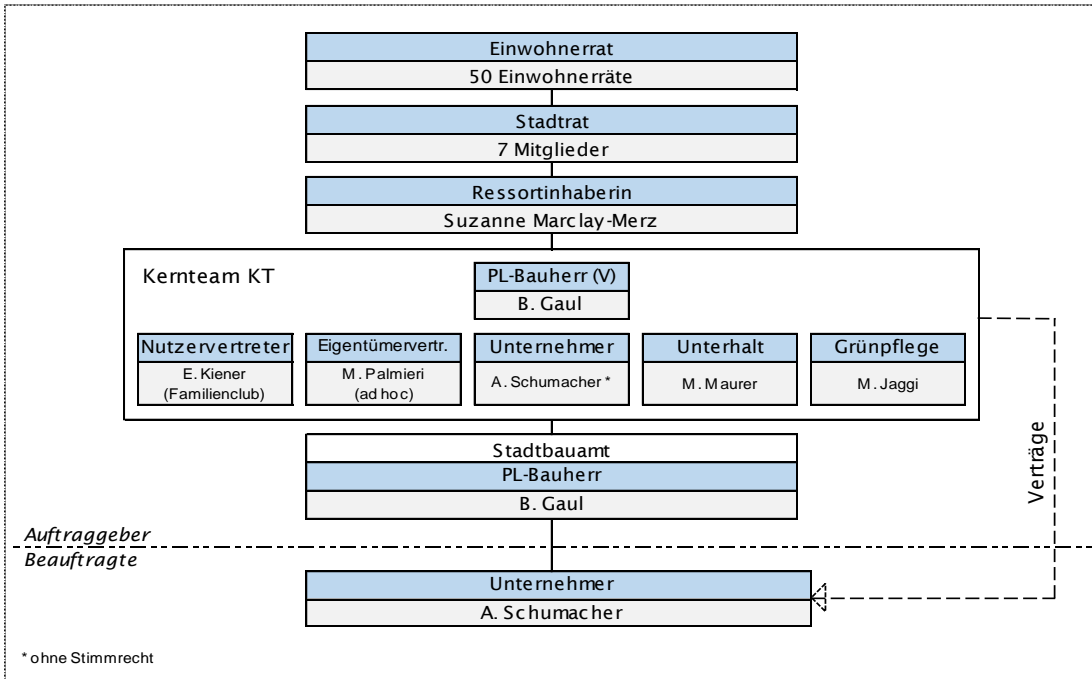 Einwohnerrat
50 Einwohnerräte
Stadtrat
7 Mitglieder
Ressortinhaberin
Suzanne Marclay-Merz
Kernteam KT
PL-Bauherr (V)
B. Gaul
Nutzervertreter
E. Kiener
(Familienclub)
Eigentümervertr.
M. Palmieri
(ad hoc)
Unternehmer
A. Schumacher *
Unterhalt
M. Maurer
Grünpflege
M. Jaggi
Stadtbauamt
PL-Bauherr
B. Gaul
Verträge
Auftraggeber
Beauftragte
Unternehmer
A. Schumacher
* ohne Stimmrecht